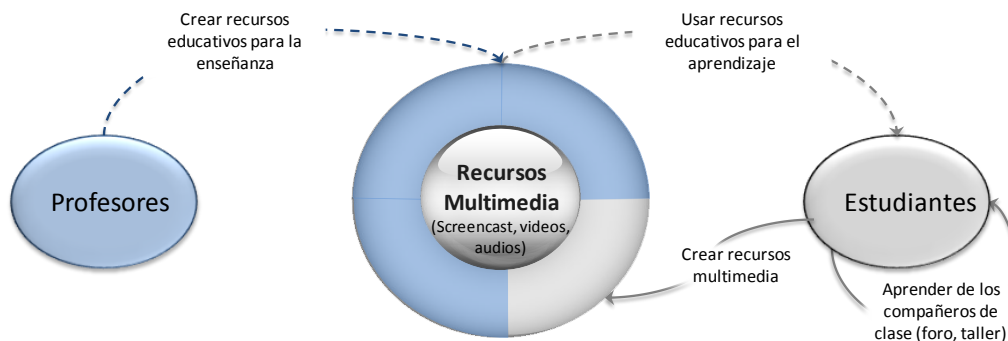 Crear recursos
educativos para la
enseñanza
Usar recursos
educativos para el
aprendizaje
Profesores
Recursos
Multimedia
(Screencast, videos,
audios)
Estudiantes
Crear recursos
multimedia
Aprender de los
compañeros de
clase (foro, taller)